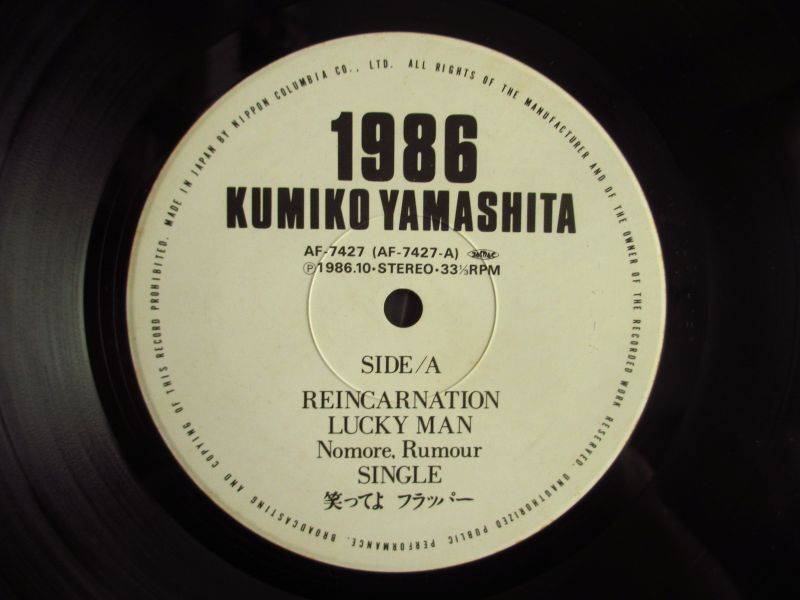 MADE IN JAPAN BY NIPPON COLUMBIA CO., LTD. ALL RIGHTS OF THE MANUFACTURER AND OF THE OWNER OF THE RECORDED WORK RESERVED. UNAUTHORIZED PUBLIC PERFORMANCE. BROADCASTING AND COPYING OF THIS RECORD PROHIBITED.
1986
KUMIKO YAMASHITA
AF-7427 (AF-7427-A)
Ⓟ1986.10・STEREO・33⅓RPM
SIDE/A
REINCARNATION
LUCKY MAN
Nomore, Rumour
SINGLE
笑ってよ フラッパー